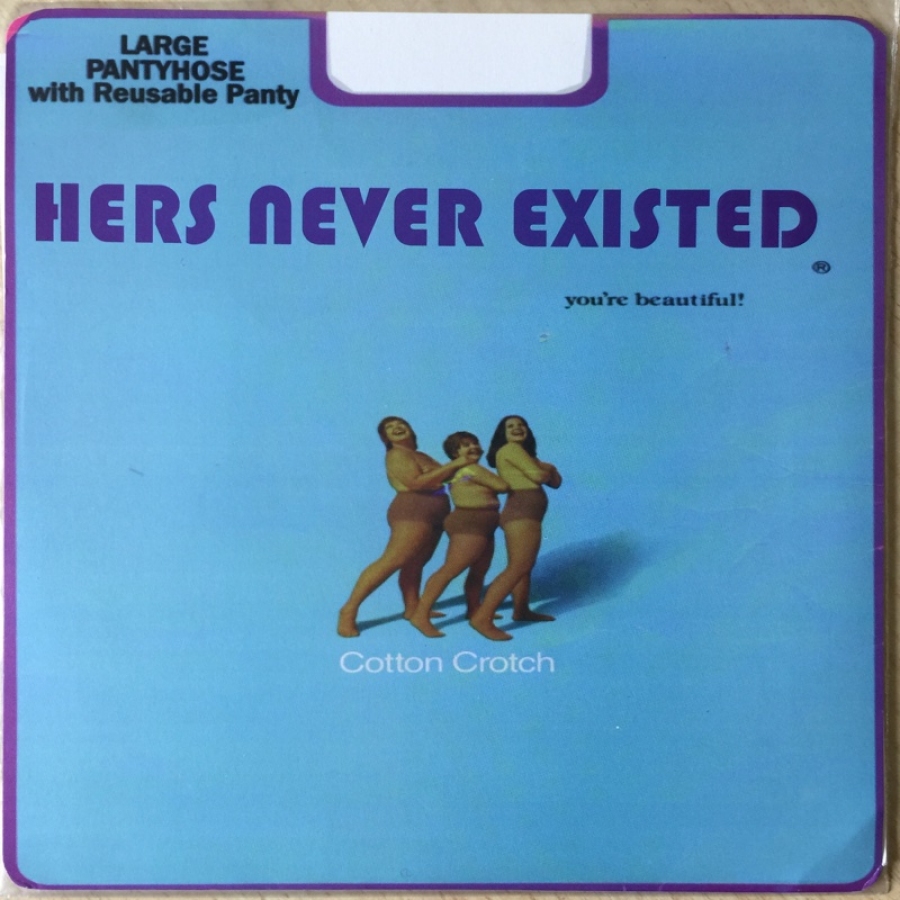 LARGE
PANTYHOSE
with Reusable Panty
HERS NEVER EXISTED
®
you're beautiful!
Cotton Crotch